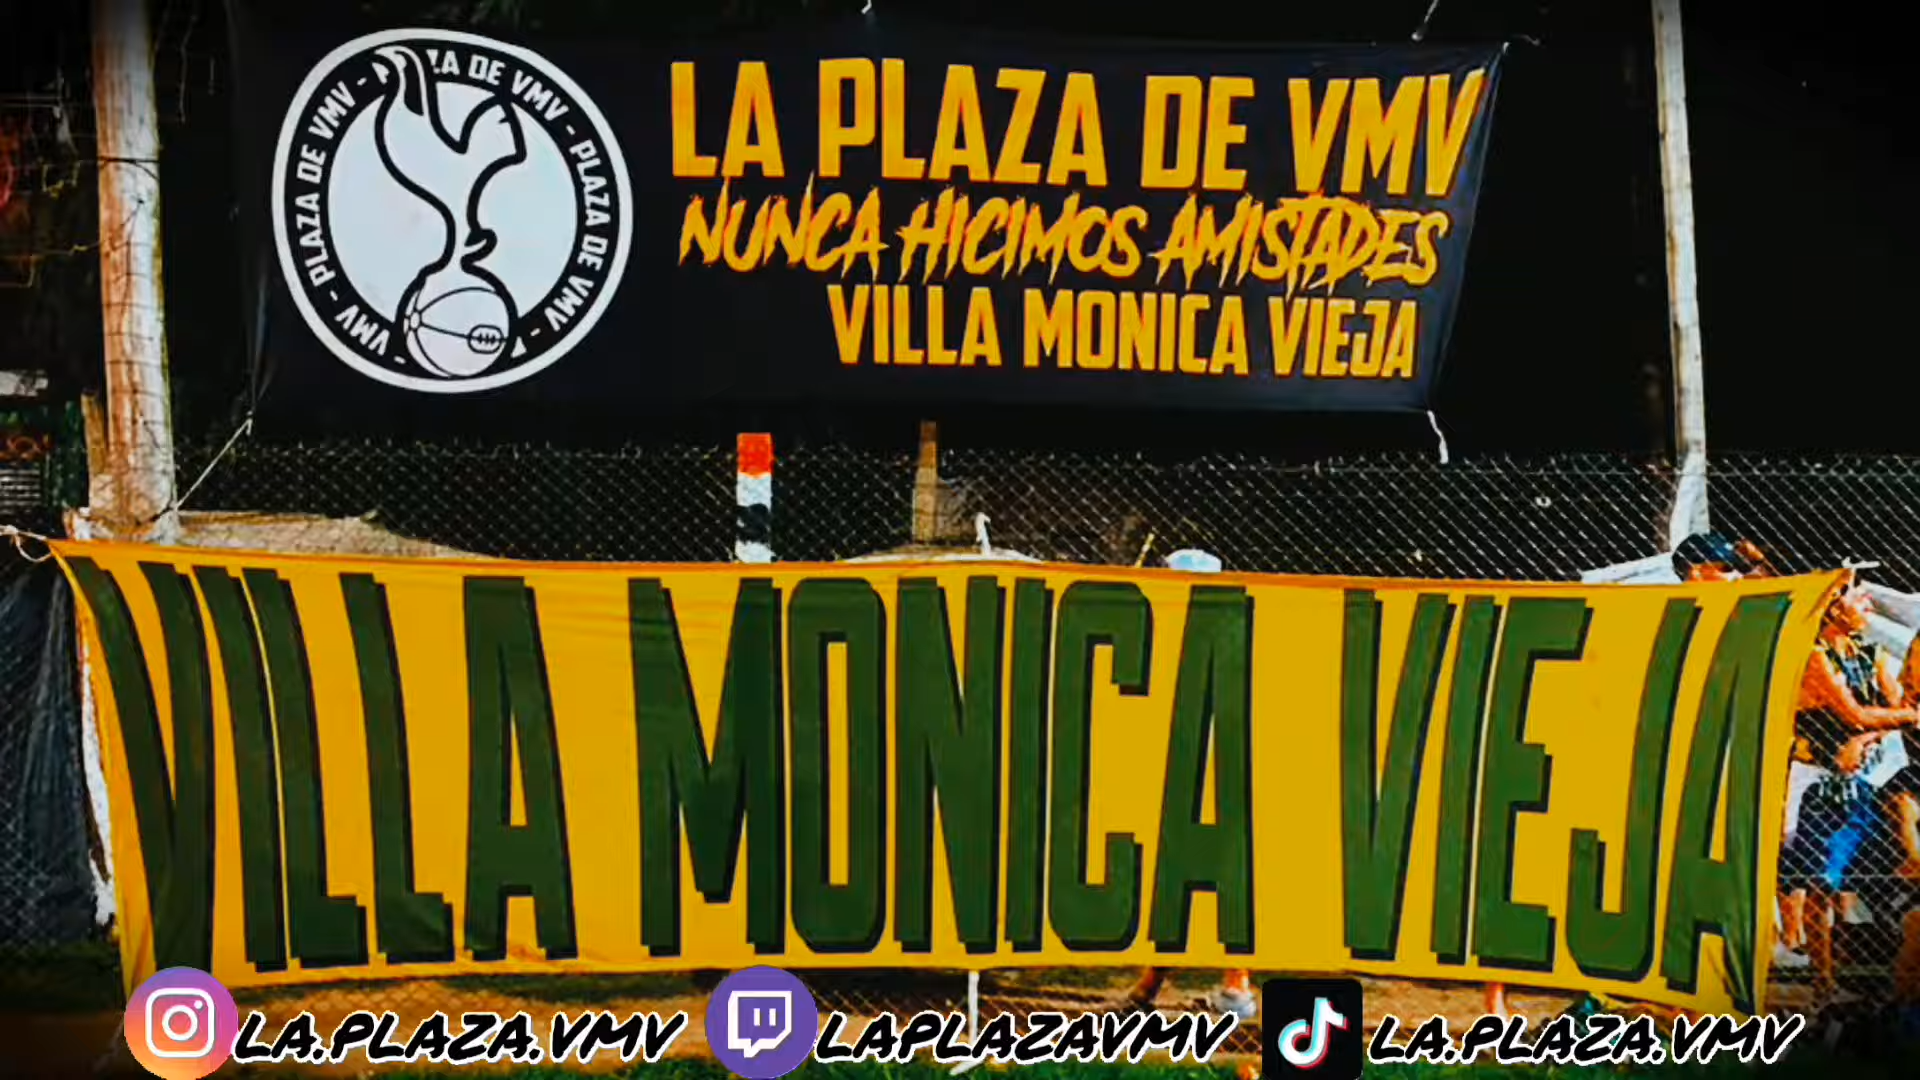 VMV - PLAZA DE VMV - PLAZA DE VMV - PLAZA DE VMV -
LA PLAZA DE VMV
NUNCA HICIMOS AMISTADES
VILLA MONICA VIEJA
VILLA MONICA VIEJA
LA.PLAZA.VMV
LAPLAZAVMV
LA.PLAZA.VMV